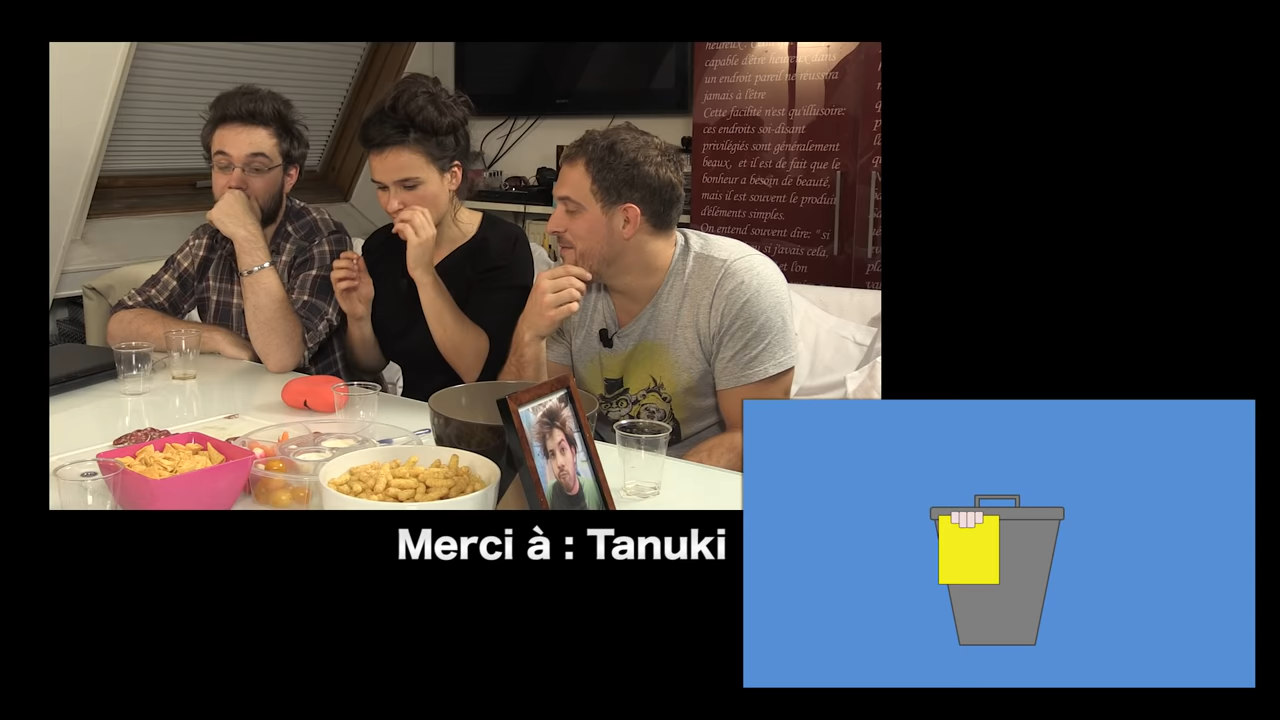 heureux.
capable d'être heureux dans
un endroit pareil ne réussira
jamais à l'être
Cette facilité n'est qu'illusoire:
ces endroits soi-disant
privilégiés sont généralement
beaux, et il est de fait que le
bonheur a besoin de beauté,
mais il est souvent le produit
d'éléments simples.
On entend souvent dire: "si
si j'avais cela,
et l'on
Merci à : Tanuki